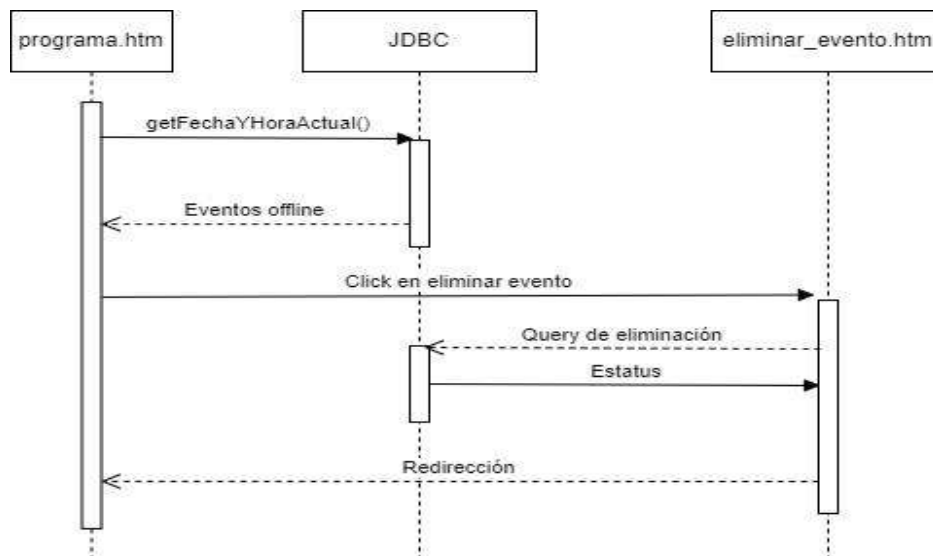 programa.htm
JDBC
eliminar_evento.htm
getFechaYHoraActual()
Eventos offline
Click en eliminar evento
Query de eliminación
Estatus
Redirección